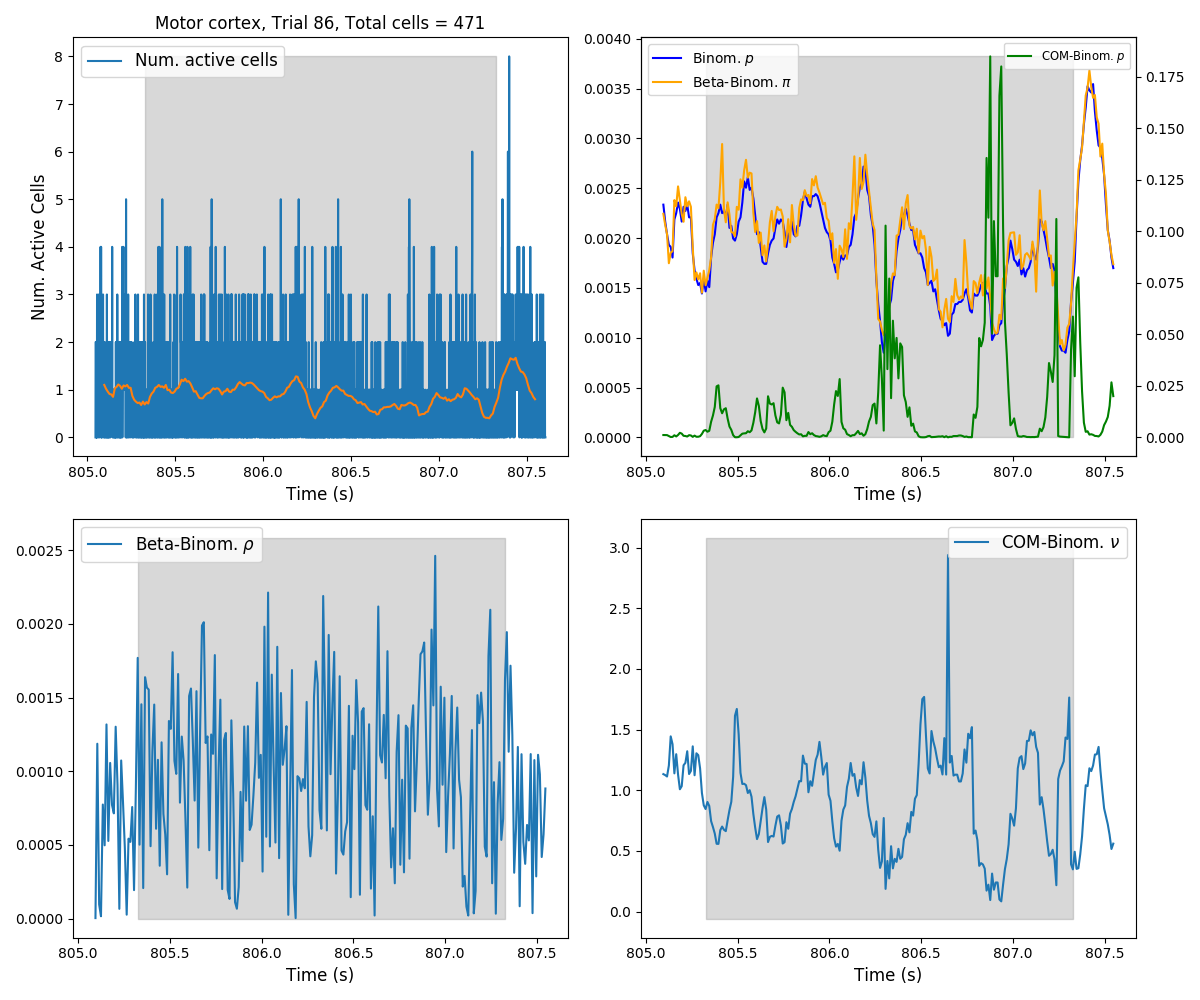 Motor cortex, Trial 86, Total cells = 471
Num. active cells
Num. Active Cells
8
7
6
5
4
3
2
1
0
805.0 805.5 806.0 806.5 807.0 807.5
Time (s)
Binom. p
Beta-Binom. π
COM-Binom. p
0.0040
0.0035
0.0030
0.0025
0.0020
0.0015
0.0010
0.0005
0.0000
0.175
0.150
0.125
0.100
0.075
0.050
0.025
0.000
805.0 805.5 806.0 806.5 807.0 807.5
Time (s)
Beta-Binom. ρ
0.0025
0.0020
0.0015
0.0010
0.0005
0.0000
805.0 805.5 806.0 806.5 807.0 807.5
Time (s)
COM-Binom. ν
3.0
2.5
2.0
1.5
1.0
0.5
0.0
805.0 805.5 806.0 806.5 807.0 807.5
Time (s)